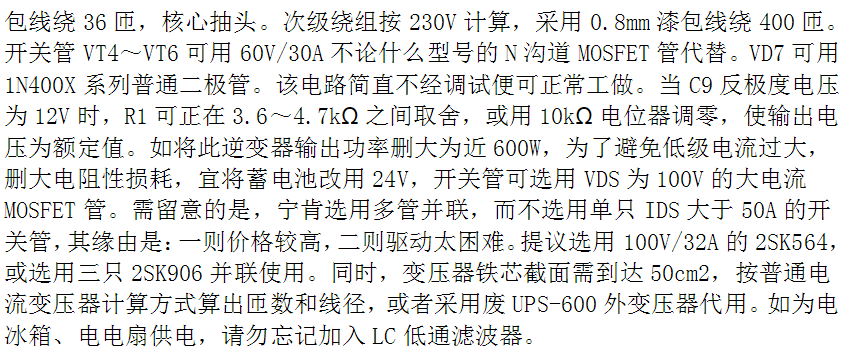 包线绕 36 匝，核心抽头。次级绕组按 230V 计算，采用 0.8mm 漆包线绕 400 匝。
开关管 VT4～VT6 可用 60V/30A 不论什么型号的 N 沟道 MOSFET 管代替。VD7 可用
1N400X 系列普通二极管。该电路简直不经调试便可正常工做。当 C9 反极度电压
为 12V 时，R1 可正在 3.6～4.7kΩ 之间取舍，或用 10kΩ 电位器调零，使输出电
压为额定值。如将此逆变器输出功率删大为近 600W，为了避免低级电流过大，
删大电阻性损耗，宜将蓄电池改用 24V，开关管可选用 VDS 为 100V 的大电流
MOSFET 管。需留意的是，宁肯选用多管并联，而不选用单只 IDS 大于 50A 的开
关管，其缘由是：一则价格较高，二则驱动太困难。提议选用 100V/32A 的 2SK564，
或选用三只 2SK906 并联使用。同时，变压器铁芯截面需到达 50cm2，按普通电
流变压器计算方式算出匝数和线径，或者采用废 UPS-600 外变压器代用。如为电
冰箱、电电扇供电，请勿忘记加入 LC 低通滤波器。